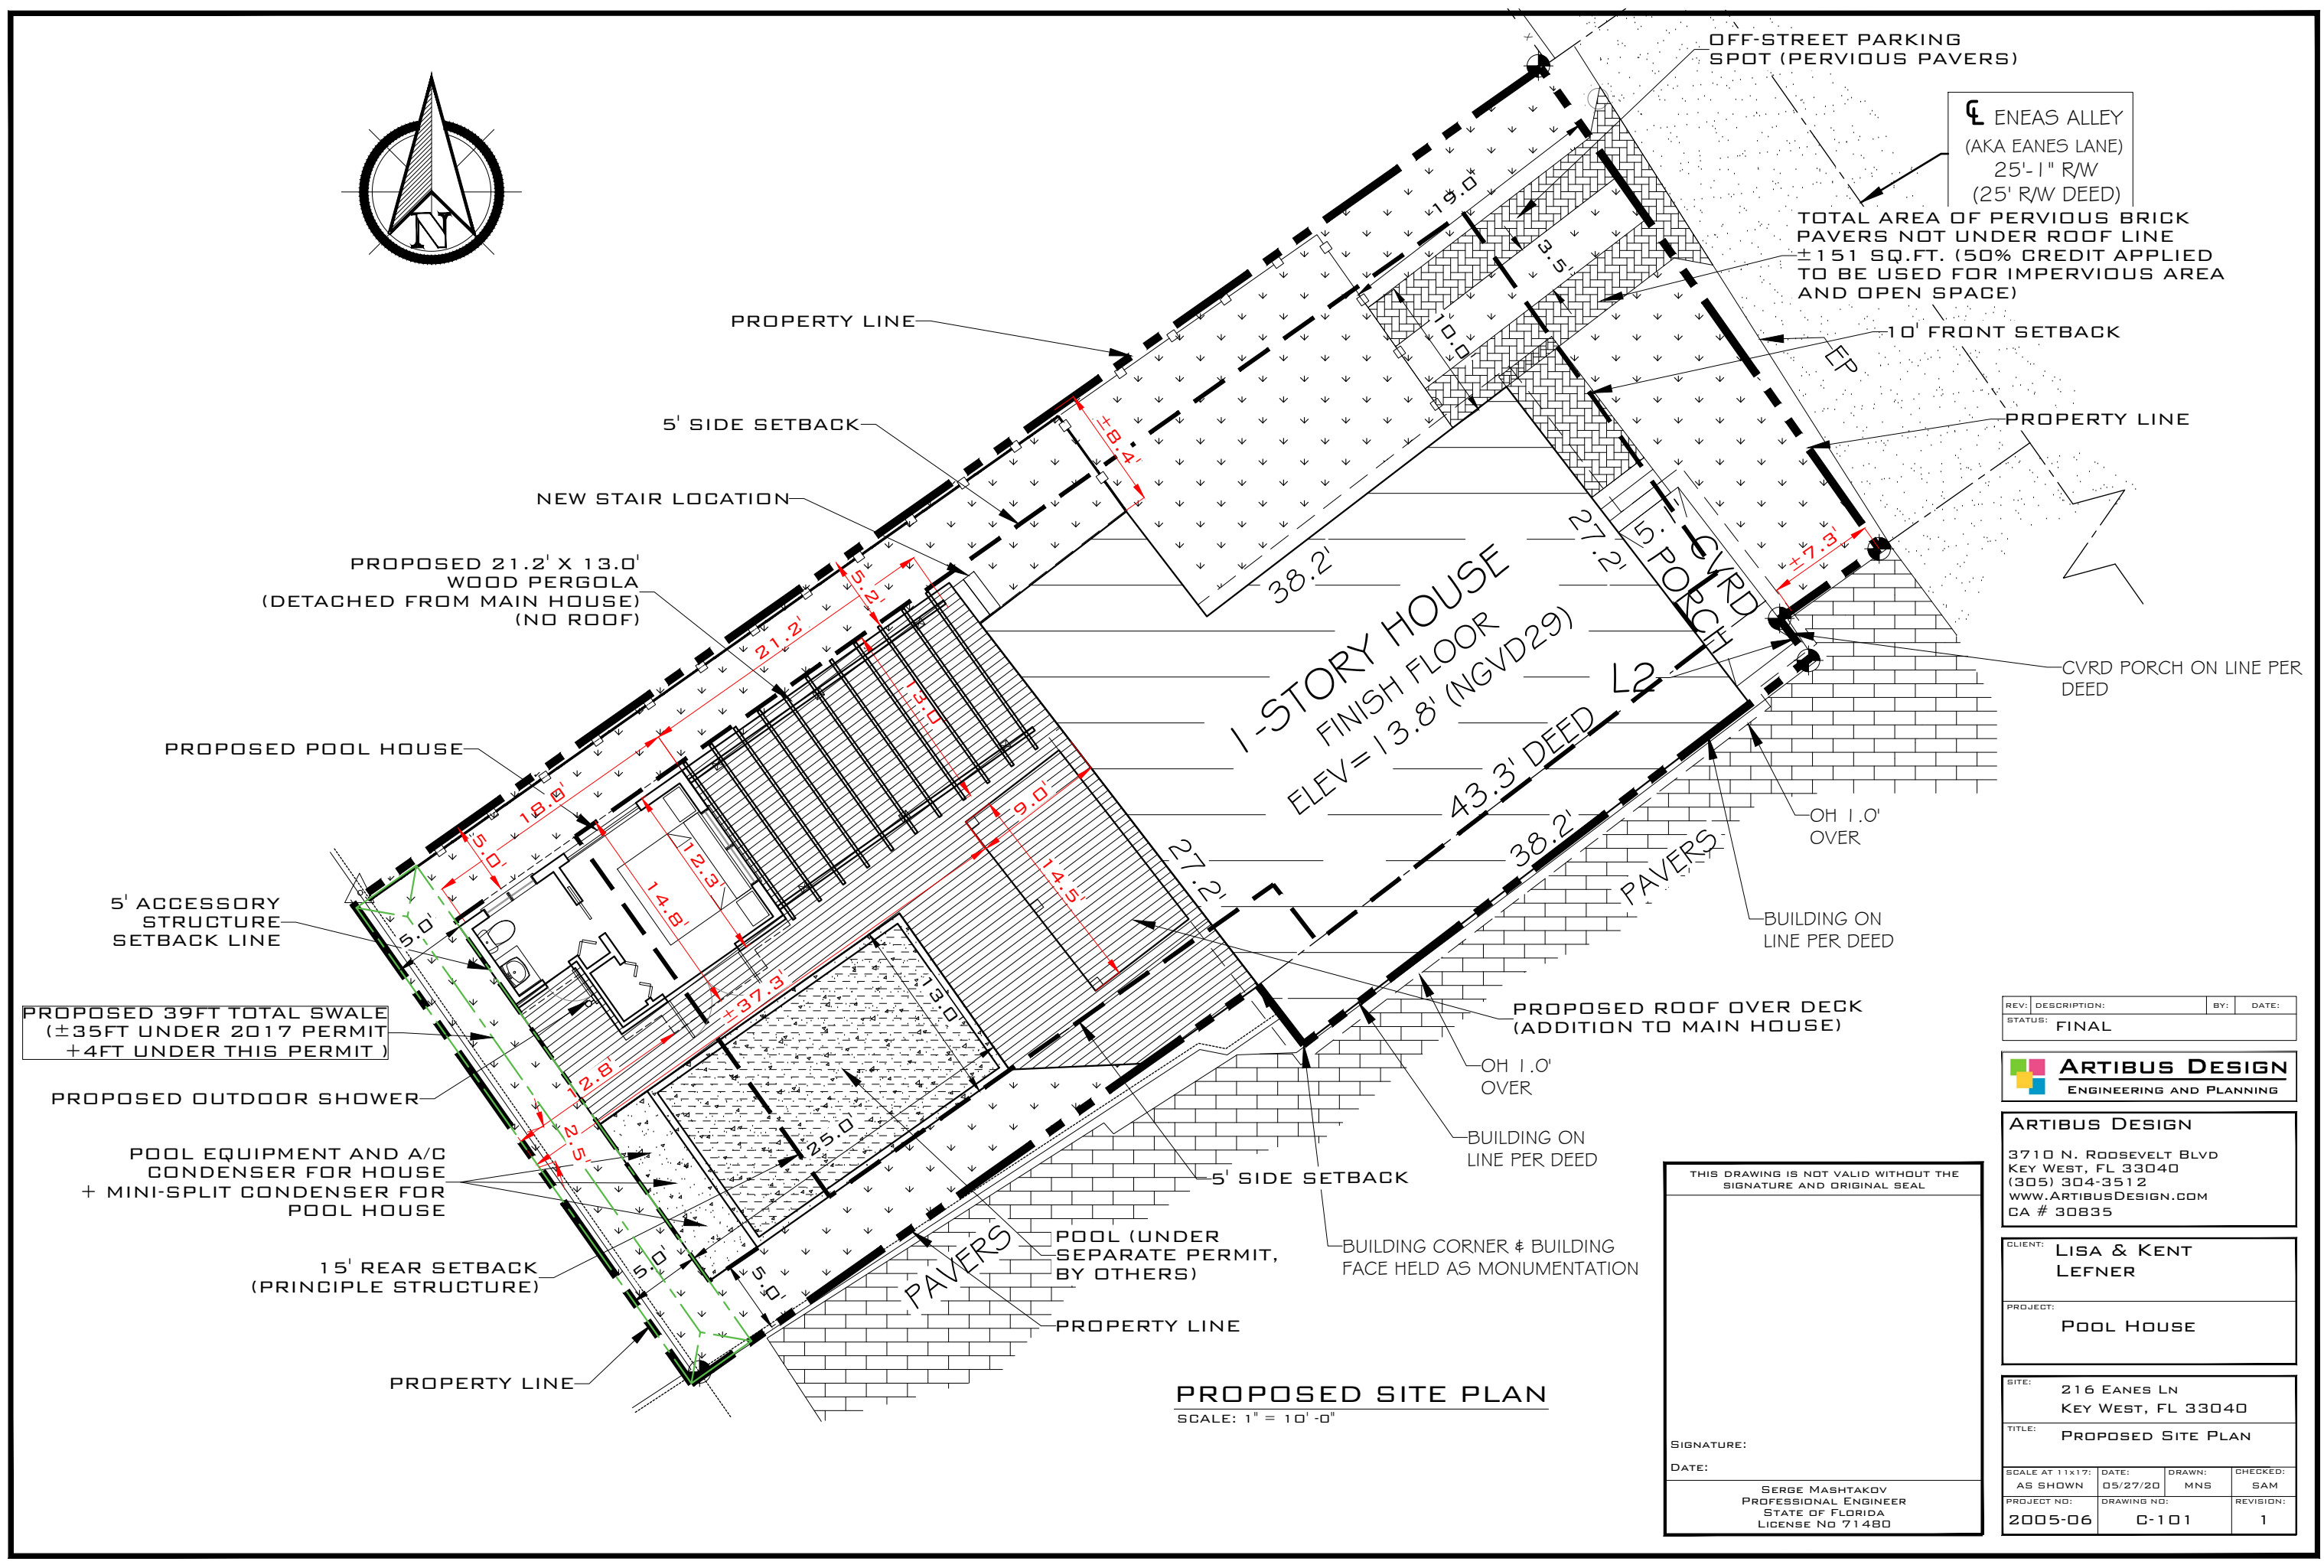 OFF-STREET PARKING
SPOT (PERVIOUS PAVERS)
℄ ENEAS ALLEY
(AKA EANES LANE)
25'-1" R/W
(25' R/W DEED)
TOTAL AREA OF PERVIOUS BRICK
PAVERS NOT UNDER ROOF LINE
±151 SQ.FT. (50% CREDIT APPLIED
TO BE USED FOR IMPERVIOUS AREA
AND OPEN SPACE)
N
19.0'
3.5'
10.0'
PROPERTY LINE
10' FRONT SETBACK
EP
PROPERTY LINE
5' SIDE SETBACK
±8.4'
NEW STAIR LOCATION
PROPOSED 21.2' X 13.0'
WOOD PERGOLA
(DETACHED FROM MAIN HOUSE)
(NO ROOF)
5.2'
21.2'
13.0'
38.2'
27.2'
CVRD
PORCH
±7.3'
1-STORY HOUSE
FINISH FLOOR
ELEV=13.8' (NGVD29)
L2
CVRD PORCH ON LINE PER
DEED
43.3' DEED
38.2'
PAVERS
OH 1.0'
OVER
BUILDING ON
LINE PER DEED
PROPOSED POOL HOUSE
18.8'
5.0'
9.0'
14.5'
27.2'
12.3'
14.8'
5' ACCESSORY
STRUCTURE
SETBACK LINE
5.0'
±37.3'
13.0'
PROPOSED ROOF OVER DECK
(ADDITION TO MAIN HOUSE)
PROPOSED 39FT TOTAL SWALE
(±35FT UNDER 2017 PERMIT
+4FT UNDER THIS PERMIT )
OH 1.0'
OVER
PROPOSED OUTDOOR SHOWER
12.8'
2.5'
25.0'
BUILDING ON
LINE PER DEED
POOL EQUIPMENT AND A/C
CONDENSER FOR HOUSE
+ MINI-SPLIT CONDENSER FOR
POOL HOUSE
5' SIDE SETBACK
15' REAR SETBACK
(PRINCIPLE STRUCTURE)
5.0'
5.0'
PAVERS
POOL (UNDER
SEPARATE PERMIT,
BY OTHERS)
BUILDING CORNER & BUILDING
FACE HELD AS MONUMENTATION
PROPERTY LINE
PROPERTY LINE
PROPOSED SITE PLAN
SCALE: 1" = 10'-0"
THIS DRAWING IS NOT VALID WITHOUT THE
SIGNATURE AND ORIGINAL SEAL
SIGNATURE:
DATE:
SERGE MASHTAKOV
PROFESSIONAL ENGINEER
STATE OF FLORIDA
LICENSE NO 71480
REV: DESCRIPTION: BY: DATE:
STATUS: FINAL
ARTIBUS DESIGN
ENGINEERING AND PLANNING
ARTIBUS DESIGN
3710 N. ROOSEVELT BLVD
KEY WEST, FL 33040
(305) 304-3512
WWW.ARTIBUSDESIGN.COM
CA # 30835
CLIENT: LISA & KENT
LEFNER
PROJECT:
POOL HOUSE
SITE: 216 EANES LN
KEY WEST, FL 33040
TITLE: PROPOSED SITE PLAN
SCALE AT 11x17: DATE: DRAWN: CHECKED:
AS SHOWN 05/27/20 MNS SAM
PROJECT NO: DRAWING NO: REVISION:
2005-06 C-101 1